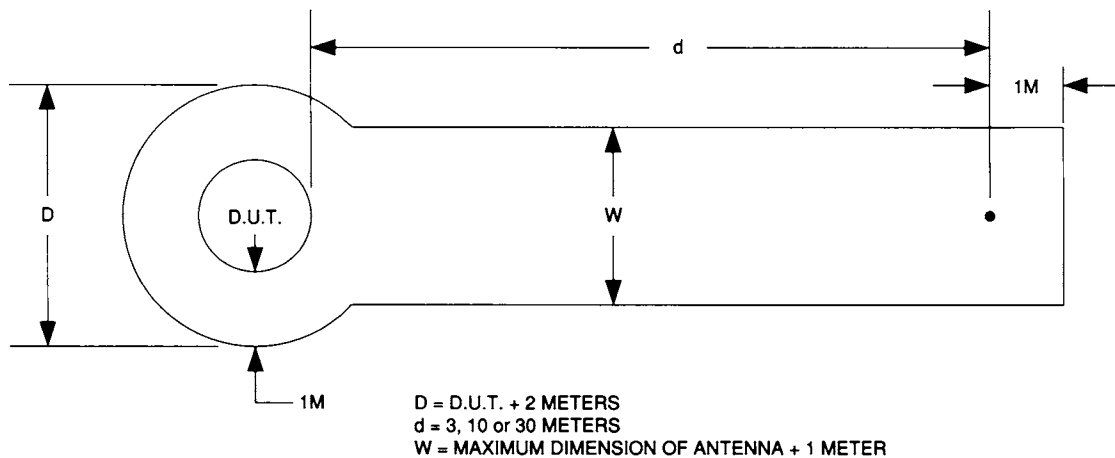 d
1M
D
D.U.T.
W
1M
D = D.U.T. + 2 METERS
d = 3, 10 or 30 METERS
W = MAXIMUM DIMENSION OF ANTENNA + 1 METER